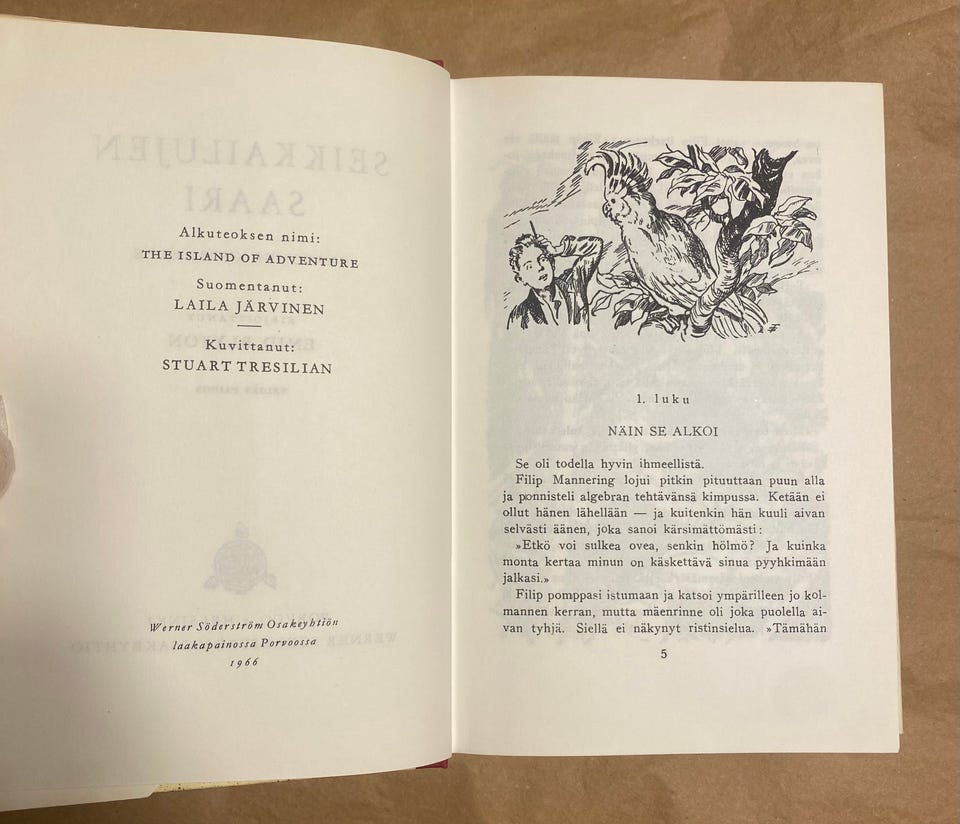 SEIKKAILUJEN
SAARI
Alkuteoksen nimi:
THE ISLAND OF ADVENTURE
Suomentanut:
LAILA JÄRVINEN
Kuvittanut:
STUART TRESILIAN
Werner Söderström Osakeyhtiön
laakapainossa Porvoossa
1966
1. luku
NÄIN SE ALKOI
Se oli todella hyvin ihmeellistä.
Filip Mannering lojui pitkin pituuttaan puun alla
ja ponnisteli algebran tehtävänsä kimpussa. Ketään ei
ollut hänen lähellään — ja kuitenkin hän kuuli aivan
selvästi äänen, joka sanoi kärsimättömästi:
»Etkö voi sulkea ovea, senkin hölmö? Ja kuinka
monta kertaa minun on käskettävä sinua pyyhkimään
jalkasi.»
Filip pomppasi istumaan ja katsoi ympärilleen jo kol-
mannen kerran, mutta mäenrinne oli joka puolella ai-
van tyhjä. Siellä ei näkynyt ristinsielua. »Tämähän
5